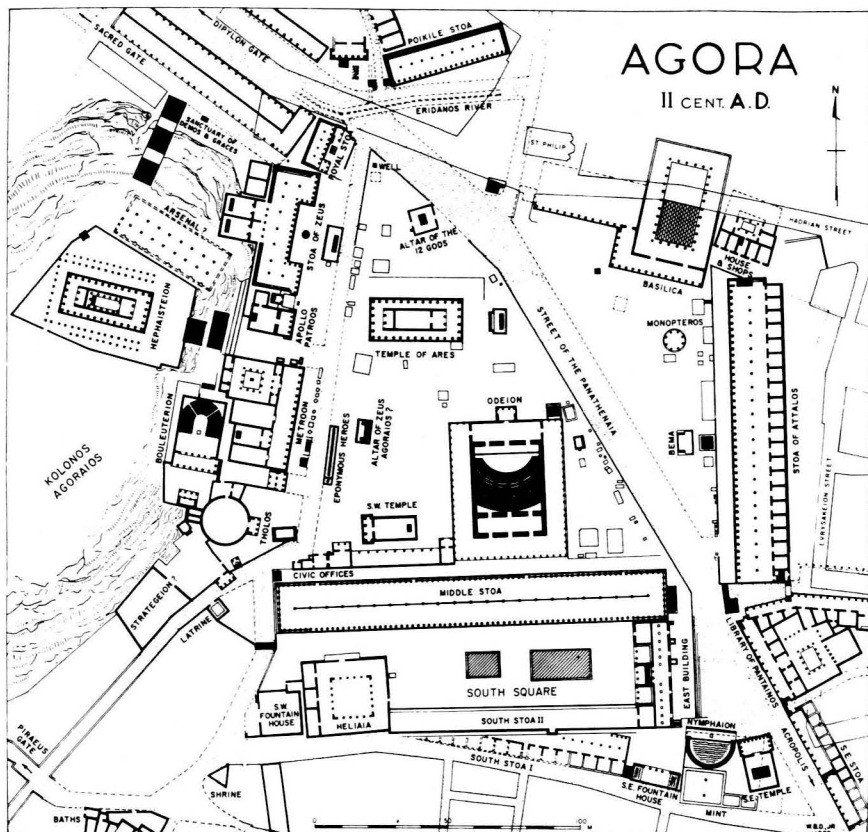 AGORA
II CENT. A.D.
N
SACRED GATE
DIPYLON GATE
POIKILE STOA
ERIDANOS RIVER
SANCTUARY OF
DEMOS & GRACES
ROYAL STOA
WELL
ST PHILIP
HADRIAN STREET
ARSENAL ?
STOA OF ZEUS
ALTAR OF THE
12 GODS
HOUSE
& SHOPS
BASILICA
HEPHAISTEION
APOLLO
PATROOS
TEMPLE OF ARES
MONOPTEROS
STREET OF THE PANATHENAIA
METROON
BOULEUTERION
EPONYMOUS HEROES
ALTAR OF ZEUS
AGORAIOS ?
ODEION
BEMA
STOA OF ATTALOS
KOLONOS
AGORAIOS
S.W. TEMPLE
THOLOS
EVRYSAKEION STREET
CIVIC OFFICES
MIDDLE STOA
STRATEGEION ?
LATRINE
LIBRARY OF PANTAINOS
EAST BUILDING
SOUTH SQUARE
S.W.
FOUNTAIN
HOUSE
HELIAIA
SOUTH STOA II
NYMPHAION
ACROPOLIS
S.E. STOA
PIRAEUS
GATE
SOUTH STOA I
SHRINE
S.E. FOUNTAIN
HOUSE
MINT
S.E. TEMPLE
BATHS
0
50
100
M
W.B.D. JR